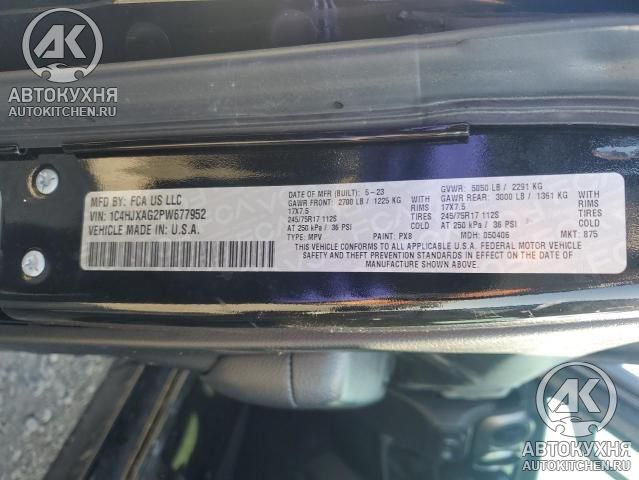 AK
АВТОКУХНЯ
AUTOKITCHEN.RU
MFD BY: FCA US LLC
VIN: 1C4HJXAG2PW677952
VEHICLE MADE IN: U.S.A.
DATE OF MFR (BUILT): 5-23
GAWR FRONT: 2700 LB / 1225 KG
17X7.5 RIMS
245/75R17 112S TIRES
AT 250 kPa / 36 PSI COLD
TYPE: MPV PAINT: PX8
GVWR: 5050 LB / 2291 KG
GAWR REAR: 3000 LB / 1361 KG
17X7.5 RIMS
245/75R17 112S TIRES
AT 250 kPa / 36 PSI COLD
MDH: 050406 MKT: 875
THIS VEHICLE CONFORMS TO ALL APPLICABLE U.S.A. FEDERAL MOTOR VEHICLE
SAFETY AND THEFT PREVENTION STANDARDS IN EFFECT ON THE DATE OF
MANUFACTURE SHOWN ABOVE.
AK
АВТОКУХНЯ
AUTOKITCHEN.RU